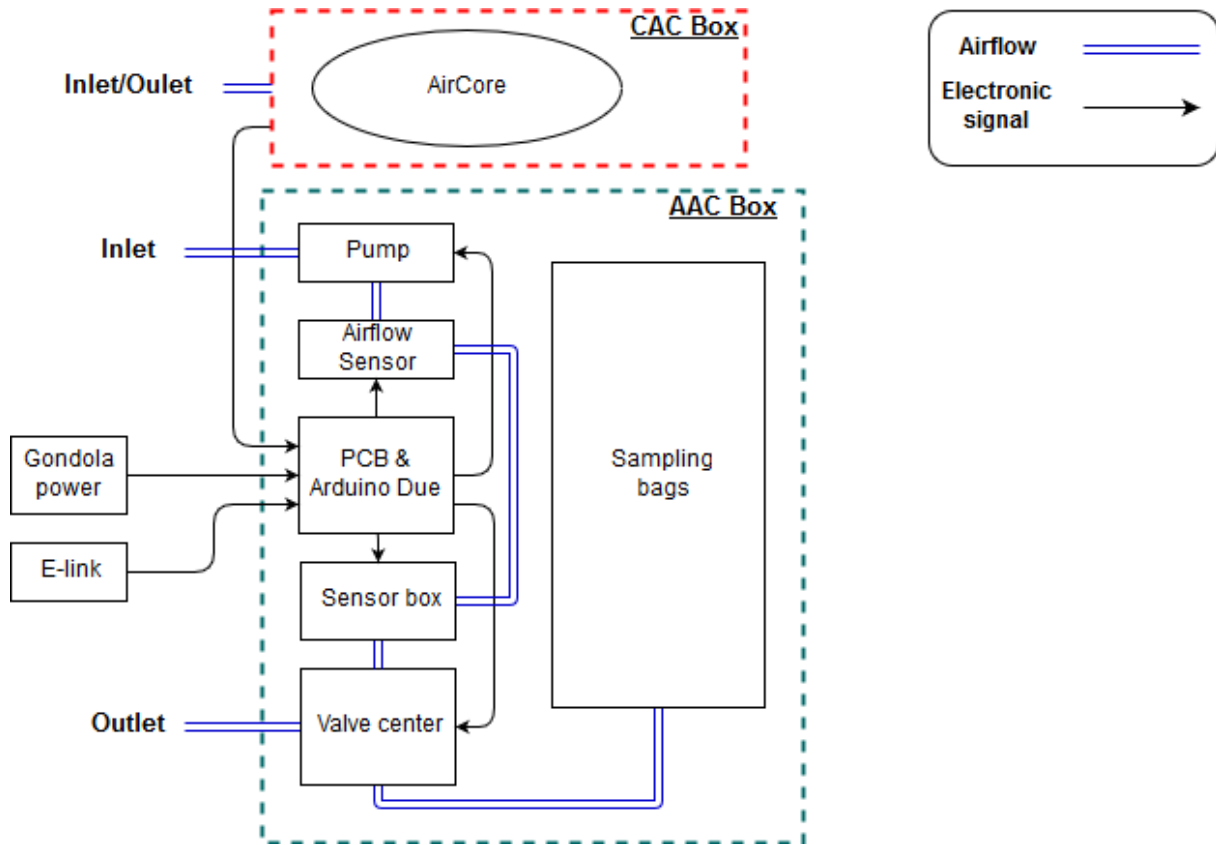 CAC Box
Inlet/Oulet
AirCore
Airflow
Electronic
signal
AAC Box
Inlet
Pump
Airflow
Sensor
Gondola
power
PCB &
Arduino Due
Sampling
bags
E-link
Sensor box
Outlet
Valve center